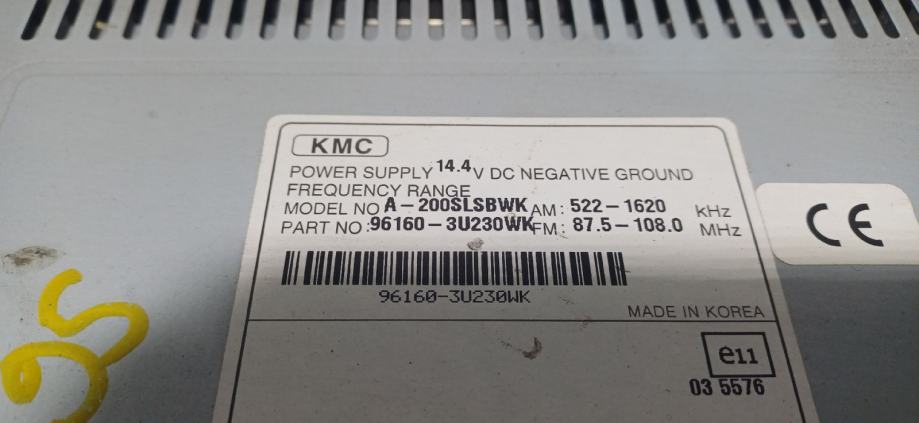 KMC
POWER SUPPLY 14.4 V DC NEGATIVE GROUND
FREQUENCY RANGE
MODEL NO A-200SLSBWK AM: 522-1620 kHz
PART NO:96160-3U230WK FM: 87.5-108.0 MHz
CE
96160-3U230WK
MADE IN KOREA
e11
03 5576